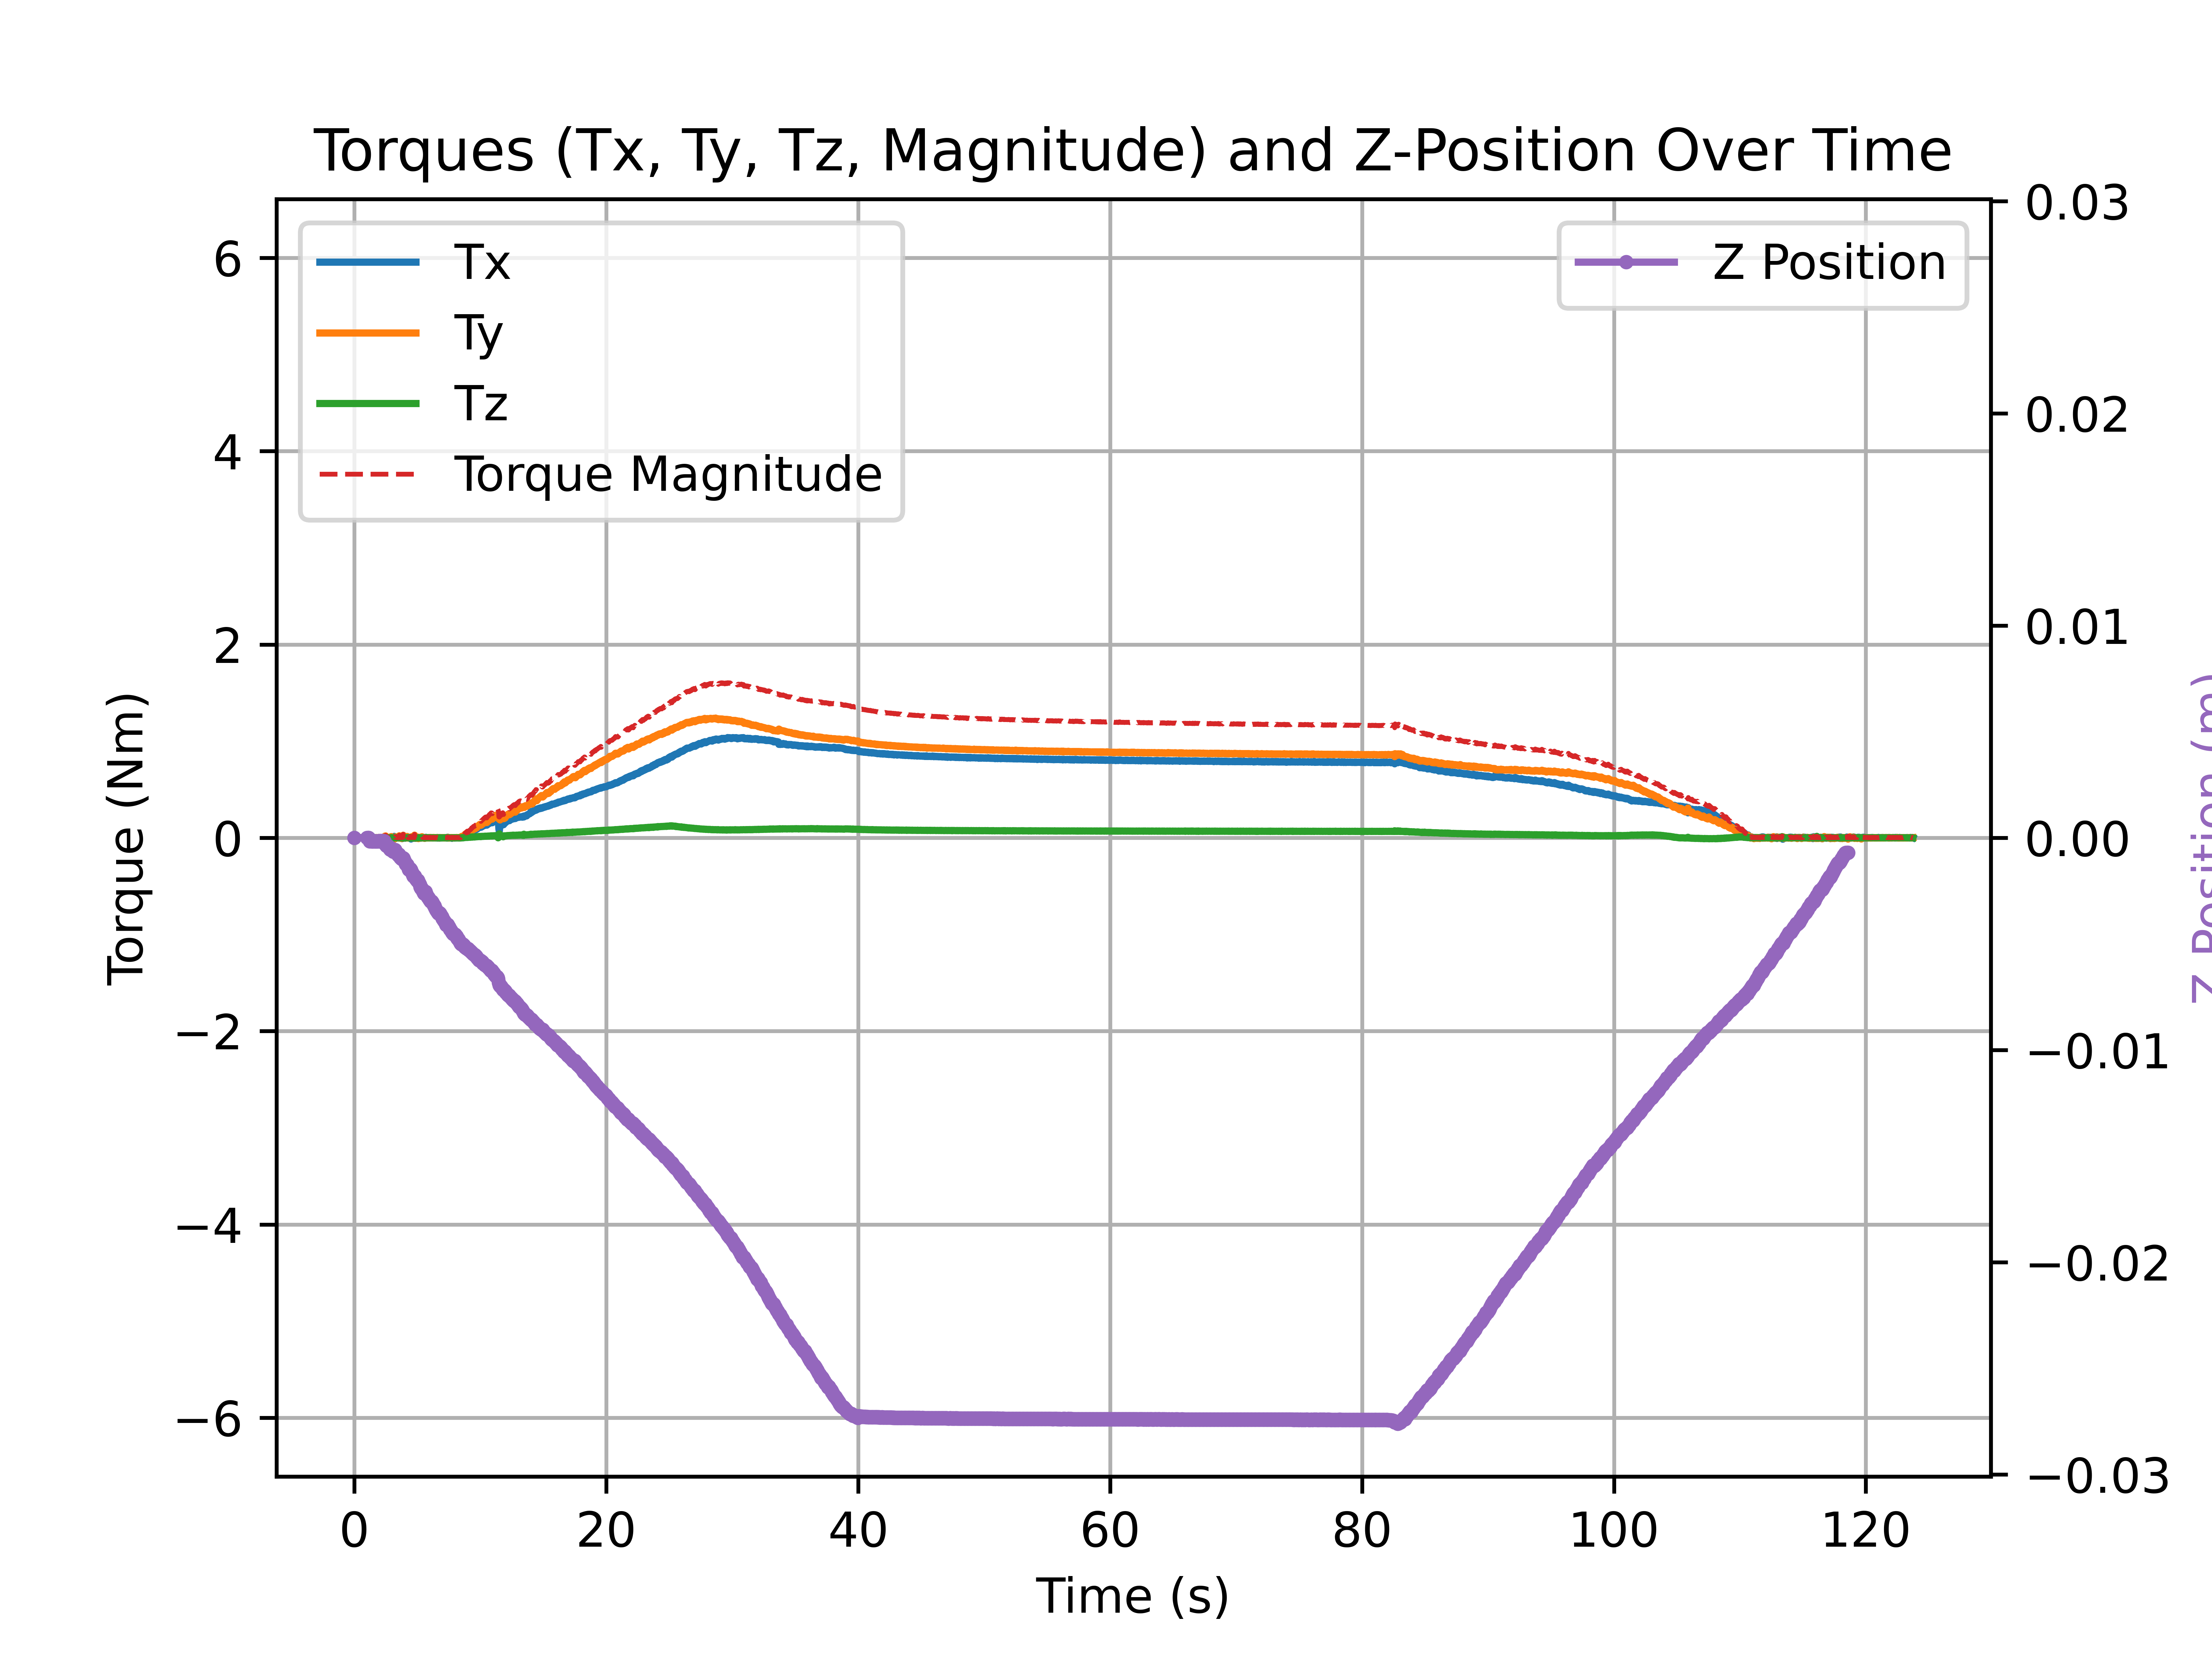 Torques (Tx, Ty, Tz, Magnitude) and Z-Position Over Time
Tx
Ty
Tz
Torque Magnitude
Z Position
6
4
2
0
−2
−4
−6
Torque (Nm)
0.03
0.02
0.01
0.00
−0.01
−0.02
−0.03
Z Position (m)
0
20
40
60
80
100
120
Time (s)